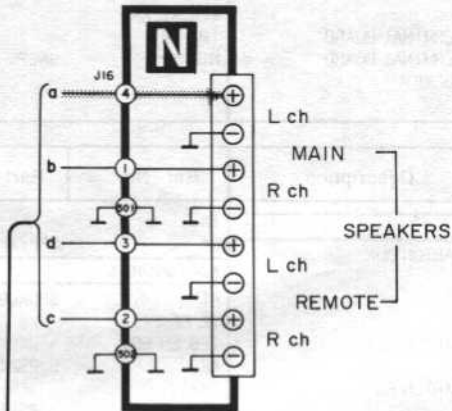 N
J16
a 4 +
L ch
−
MAIN
b 1 +
R ch
501 −
SPEAKERS
d 3 +
L ch
−
REMOTE
c 2 +
R ch
502 −